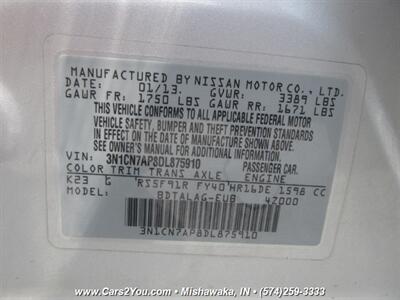 MANUFACTURED BY NISSAN MOTOR CO., LTD.
DATE: 01/13. GVWR: 3389 LBS
GAWR FR: 1750 LBS GAWR RR: 1671 LBS
THIS VEHICLE CONFORMS TO ALL APPLICABLE FEDERAL MOTOR
VEHICLE SAFETY, BUMPER AND THEFT PREVENTION STANDARDS
IN EFFECT ON THE DATE OF MANUFACTURE SHOWN ABOVE.
SEE OWNER'S MANUAL FOR
VIN: 3N1CN7AP8DL875910 PASSENGER CAR.
COLOR TRIM TRANS AXLE ENGINE
K23 G RS5F91R FY40 HR16DE 1598 CC
MODEL: BDTALAG-EUB 42000
3N1CN7AP8DL875910
www.Cars2You.com - Mishawaka, IN - (574)259-3333